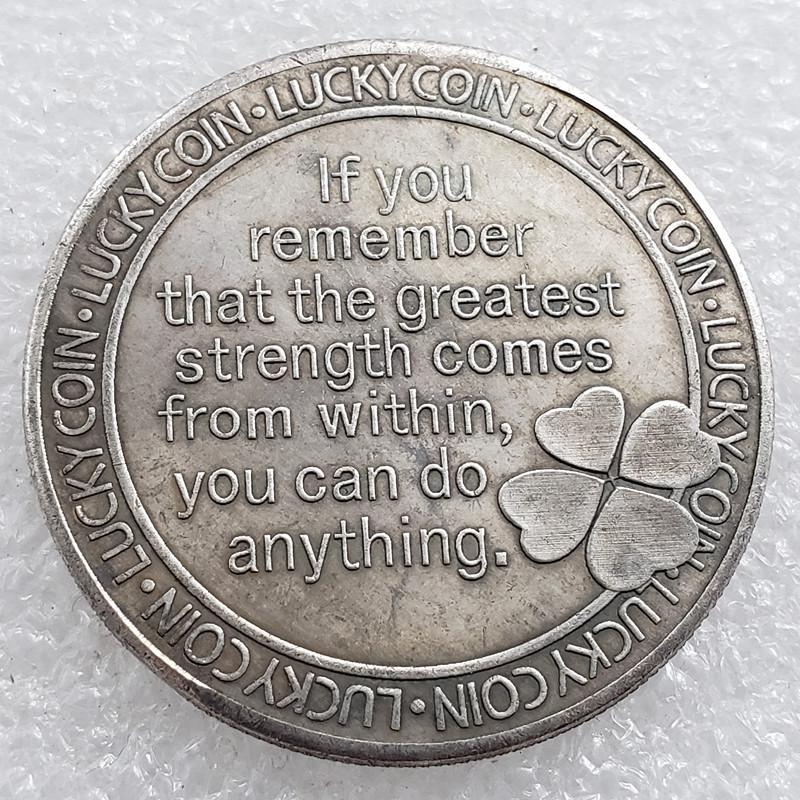 LUCKY COIN • LUCKY COIN • LUCKY COIN • LUCKY COIN • LUCKY COIN • LUCKY COIN • LUCKY COIN •
If you
remember
that the greatest
strength comes
from within,
you can do
anything.